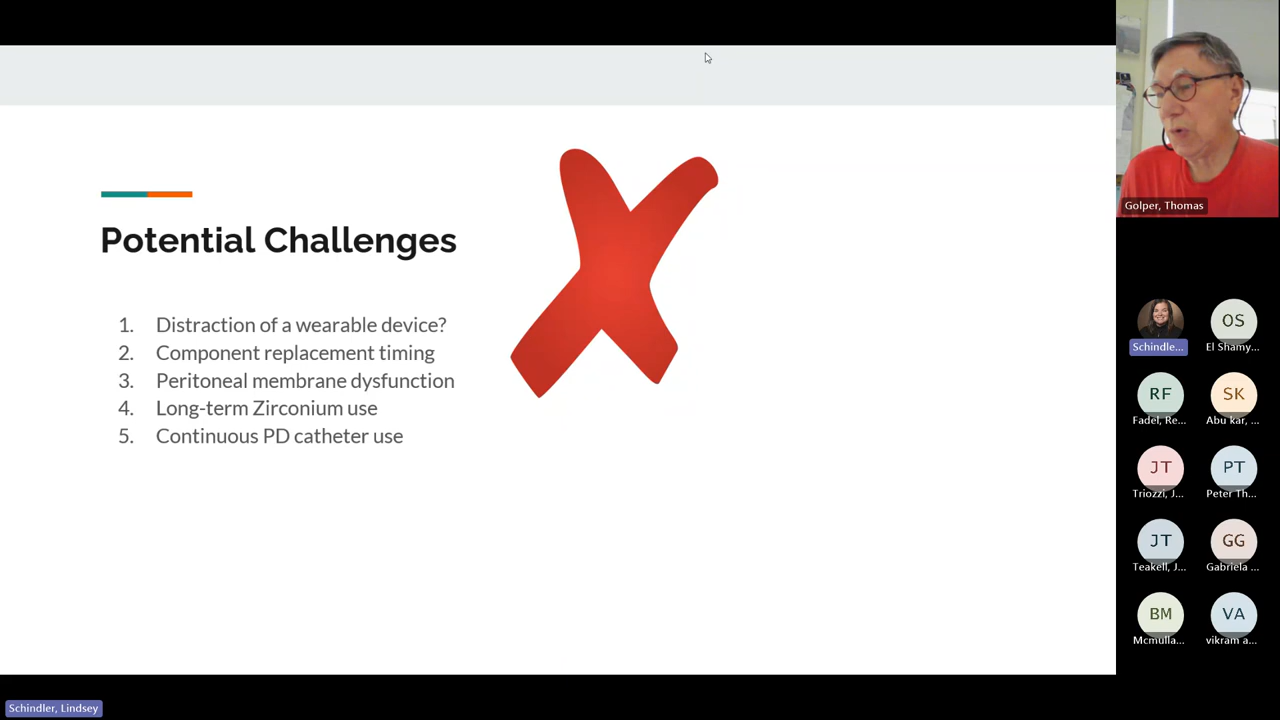 Potential Challenges
1. Distraction of a wearable device?
2. Component replacement timing
3. Peritoneal membrane dysfunction
4. Long-term Zirconium use
5. Continuous PD catheter use
Golper, Thomas
Schindle...
OS
El Shamy...
RF
Fadel, Re...
SK
Abu kar, ...
JT
Triozzi, J...
PT
Peter Th...
JT
Teakell, J...
GG
Gabriela ...
BM
Mcmulla...
VA
vikram a...
Schindler, Lindsey